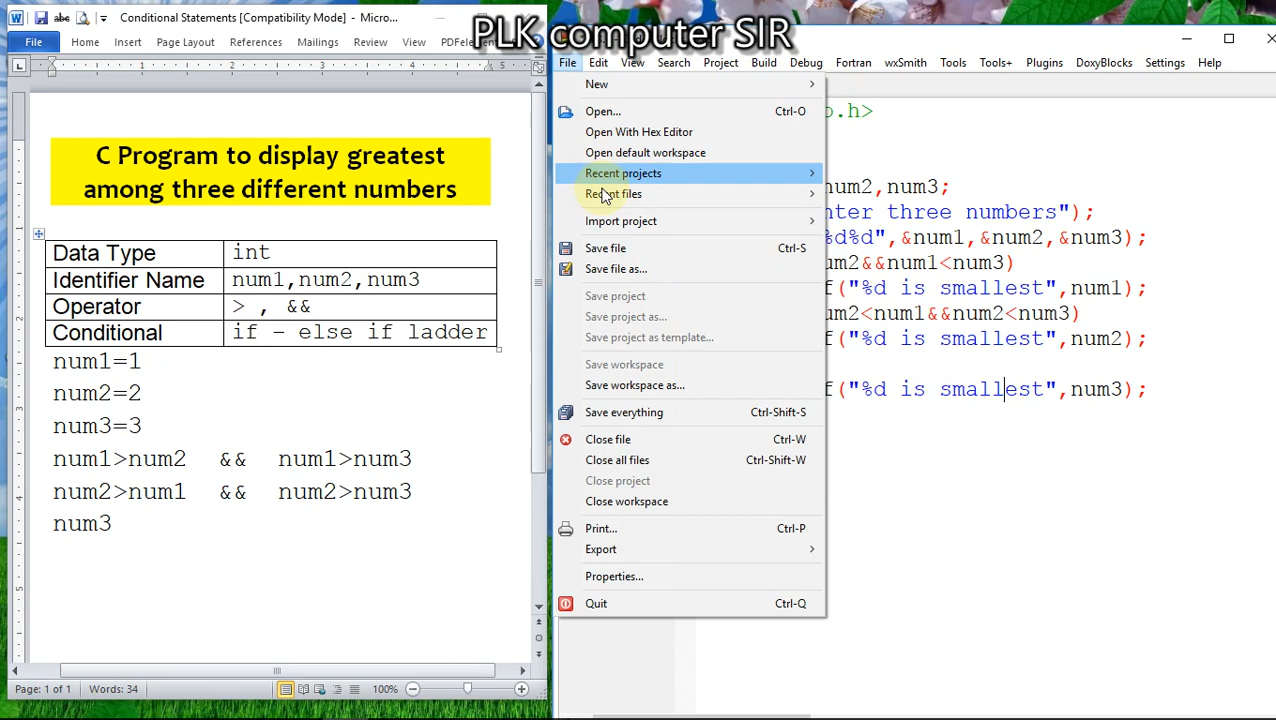 Conditional Statements [Compatibility Mode] - Micro...
PLK computer SIR
File Home Insert Page Layout References Mailings Review View PDFelem
2 3 4 5
C Program to display greatest
among three different numbers
Data Type int
Identifier Name num1,num2,num3
Operator > , &&
Conditional if - else if ladder
num1=1
num2=2
num3=3
num1>num2 && num1>num3
num2>num1 && num2>num3
num3
Page: 1 of 1 Words: 34 100%
File Edit View Search Project Build Debug Fortran wxSmith Tools Tools+ Plugins DoxyBlocks Settings Help
New
Open... Ctrl-O
Open With Hex Editor
Open default workspace
Recent projects
Recent files
Import project
Save file Ctrl-S
Save file as...
Save project
Save project as...
Save project as template...
Save workspace
Save workspace as...
Save everything Ctrl-Shift-S
Close file Ctrl-W
Close all files Ctrl-Shift-W
Close project
Close workspace
Print... Ctrl-P
Export
Properties...
Quit Ctrl-Q
o.h>
num2,num3;
nter three numbers");
%d%d",&num1,&num2,&num3);
um2&&num1<num3)
f("%d is smallest",num1);
um2<num1&&num2<num3)
f("%d is smallest",num2);
f("%d is smallest",num3);